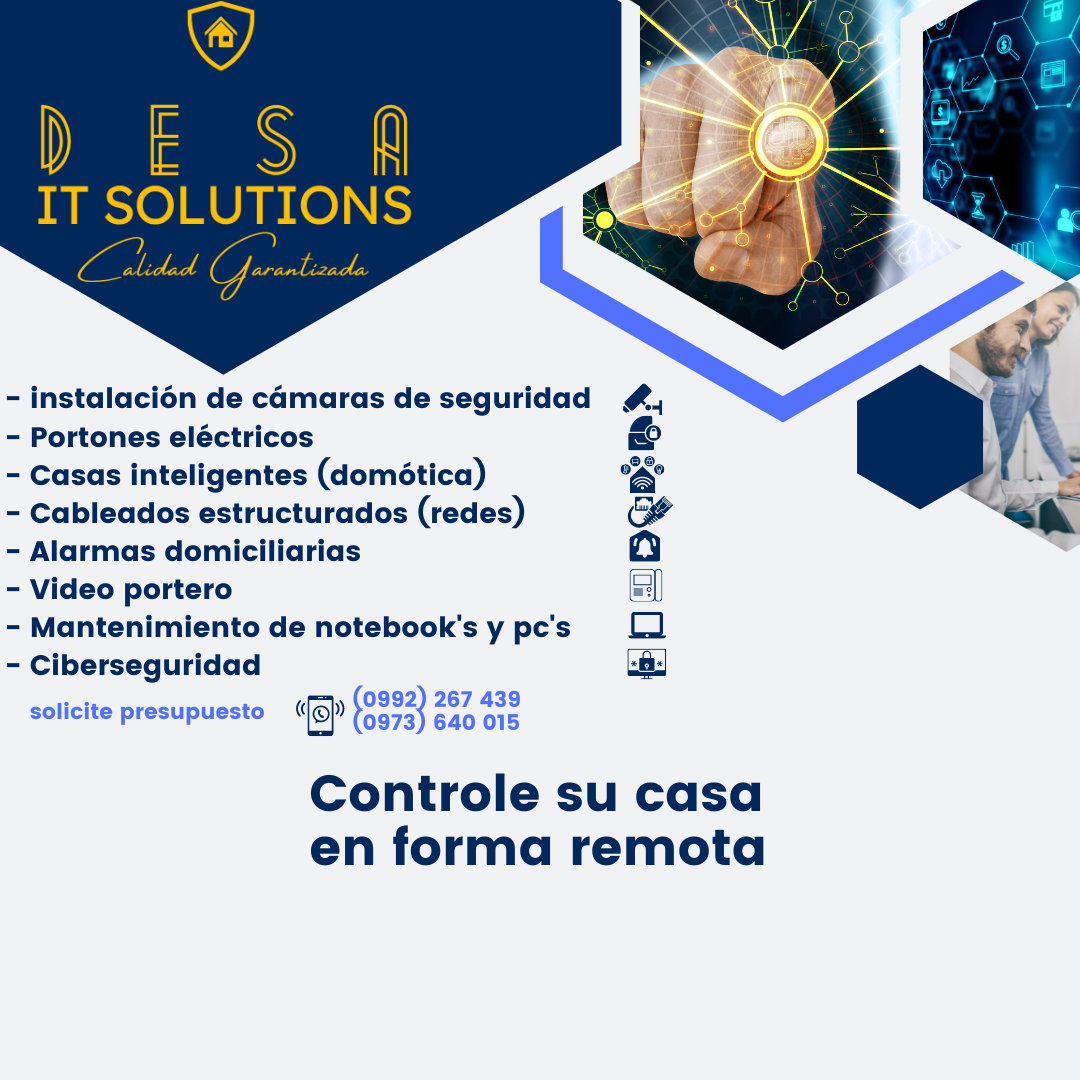 DESA
IT SOLUTIONS
Calidad Garantizada
- instalación de cámaras de seguridad
- Portones eléctricos
- Casas inteligentes (domótica)
- Cableados estructurados (redes)
- Alarmas domiciliarias
- Video portero
- Mantenimiento de notebook's y pc's
- Ciberseguridad
solicite presupuesto
(0992) 267 439
(0973) 640 015
Controle su casa
en forma remota